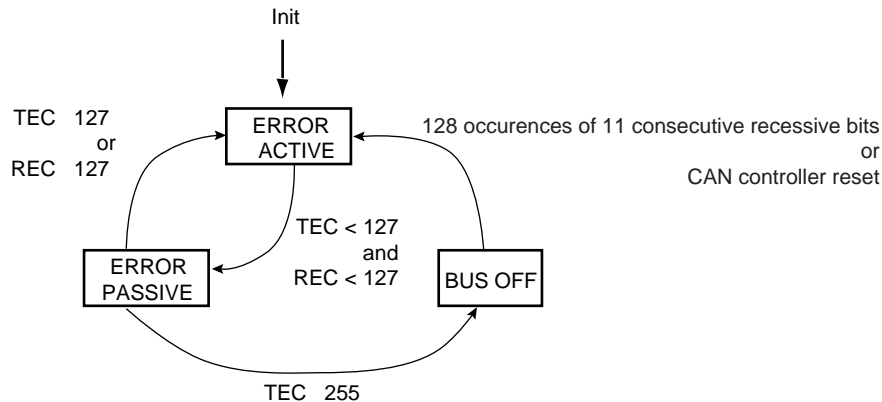 Init
TEC 127
or
REC 127
ERROR
ACTIVE
128 occurences of 11 consecutive recessive bits
or
CAN controller reset
TEC < 127
and
REC < 127
ERROR
PASSIVE
BUS OFF
TEC 255